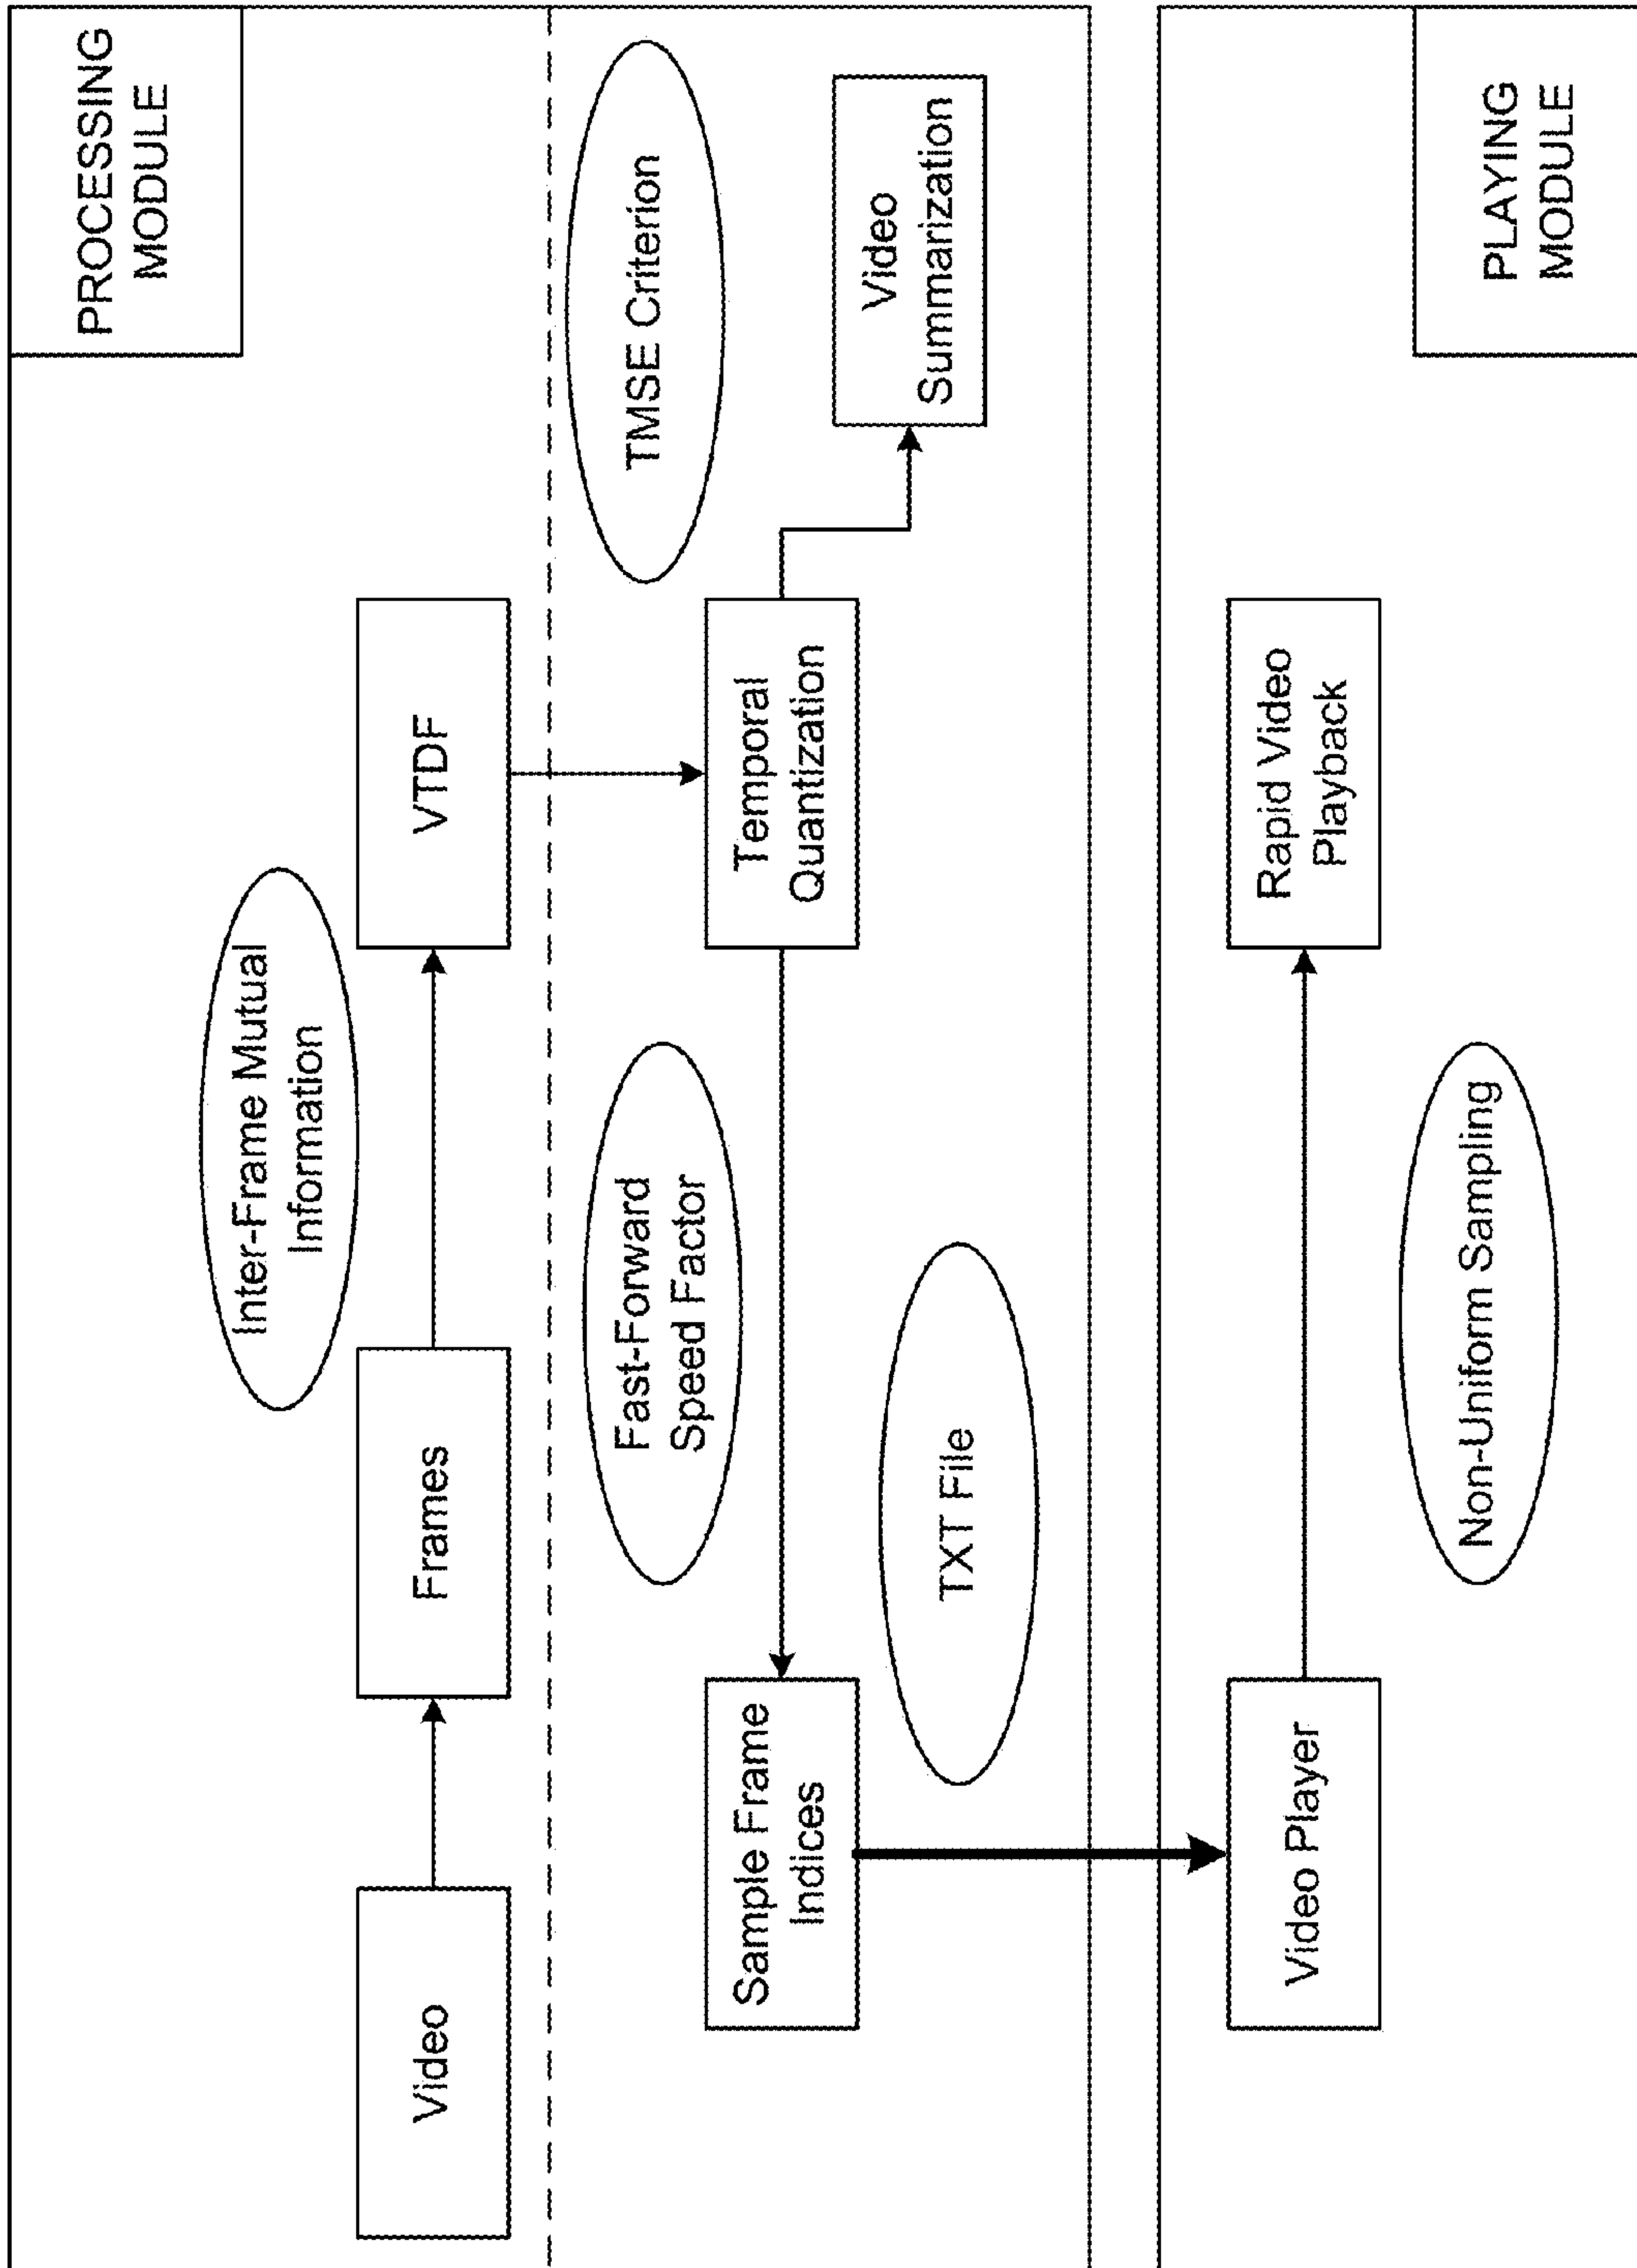 PROCESSING
MODULE
Inter-Frame Mutual
Information
Video
Frames
VTDF
Fast-Forward
Speed Factor
TMSE Criterion
Sample Frame
Indices
Temporal
Quantization
Video
Summarization
TXT File
Video Player
Rapid Video
Playback
Non-Uniform Sampling
PLAYING
MODULE